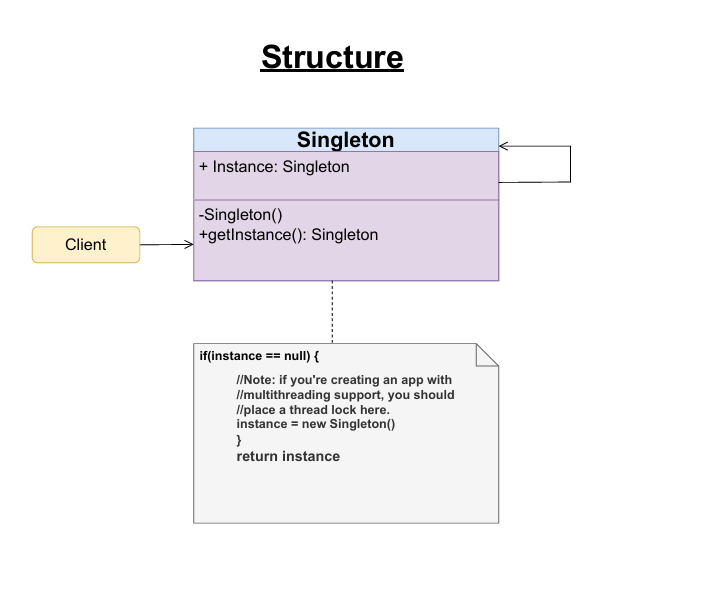 Structure
Singleton
+ Instance: Singleton
-Singleton()
+getInstance(): Singleton
Client
if(instance == null) {
//Note: if you're creating an app with
//multithreading support, you should
//place a thread lock here.
instance = new Singleton()
}
return instance